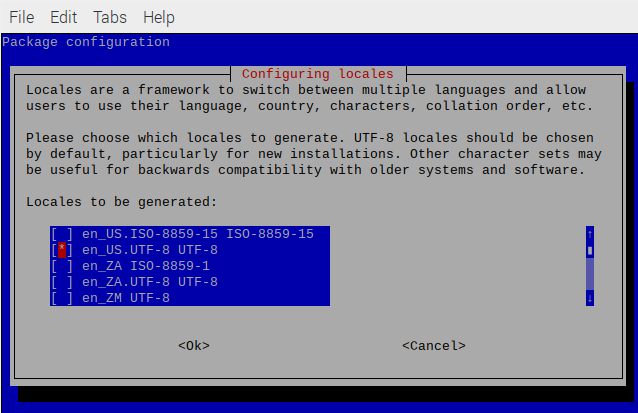 File Edit Tabs Help
Package configuration
Configuring locales
Locales are a framework to switch between multiple languages and allow
users to use their language, country, characters, collation order, etc.
Please choose which locales to generate. UTF-8 locales should be chosen
by default, particularly for new installations. Other character sets may
be useful for backwards compatibility with older systems and software.
Locales to be generated:
[ ] en_US.ISO-8859-15 ISO-8859-15 ↑
[*] en_US.UTF-8 UTF-8
[ ] en_ZA ISO-8859-1
[ ] en_ZA.UTF-8 UTF-8
[ ] en_ZM UTF-8 ↓
<Ok> <Cancel>